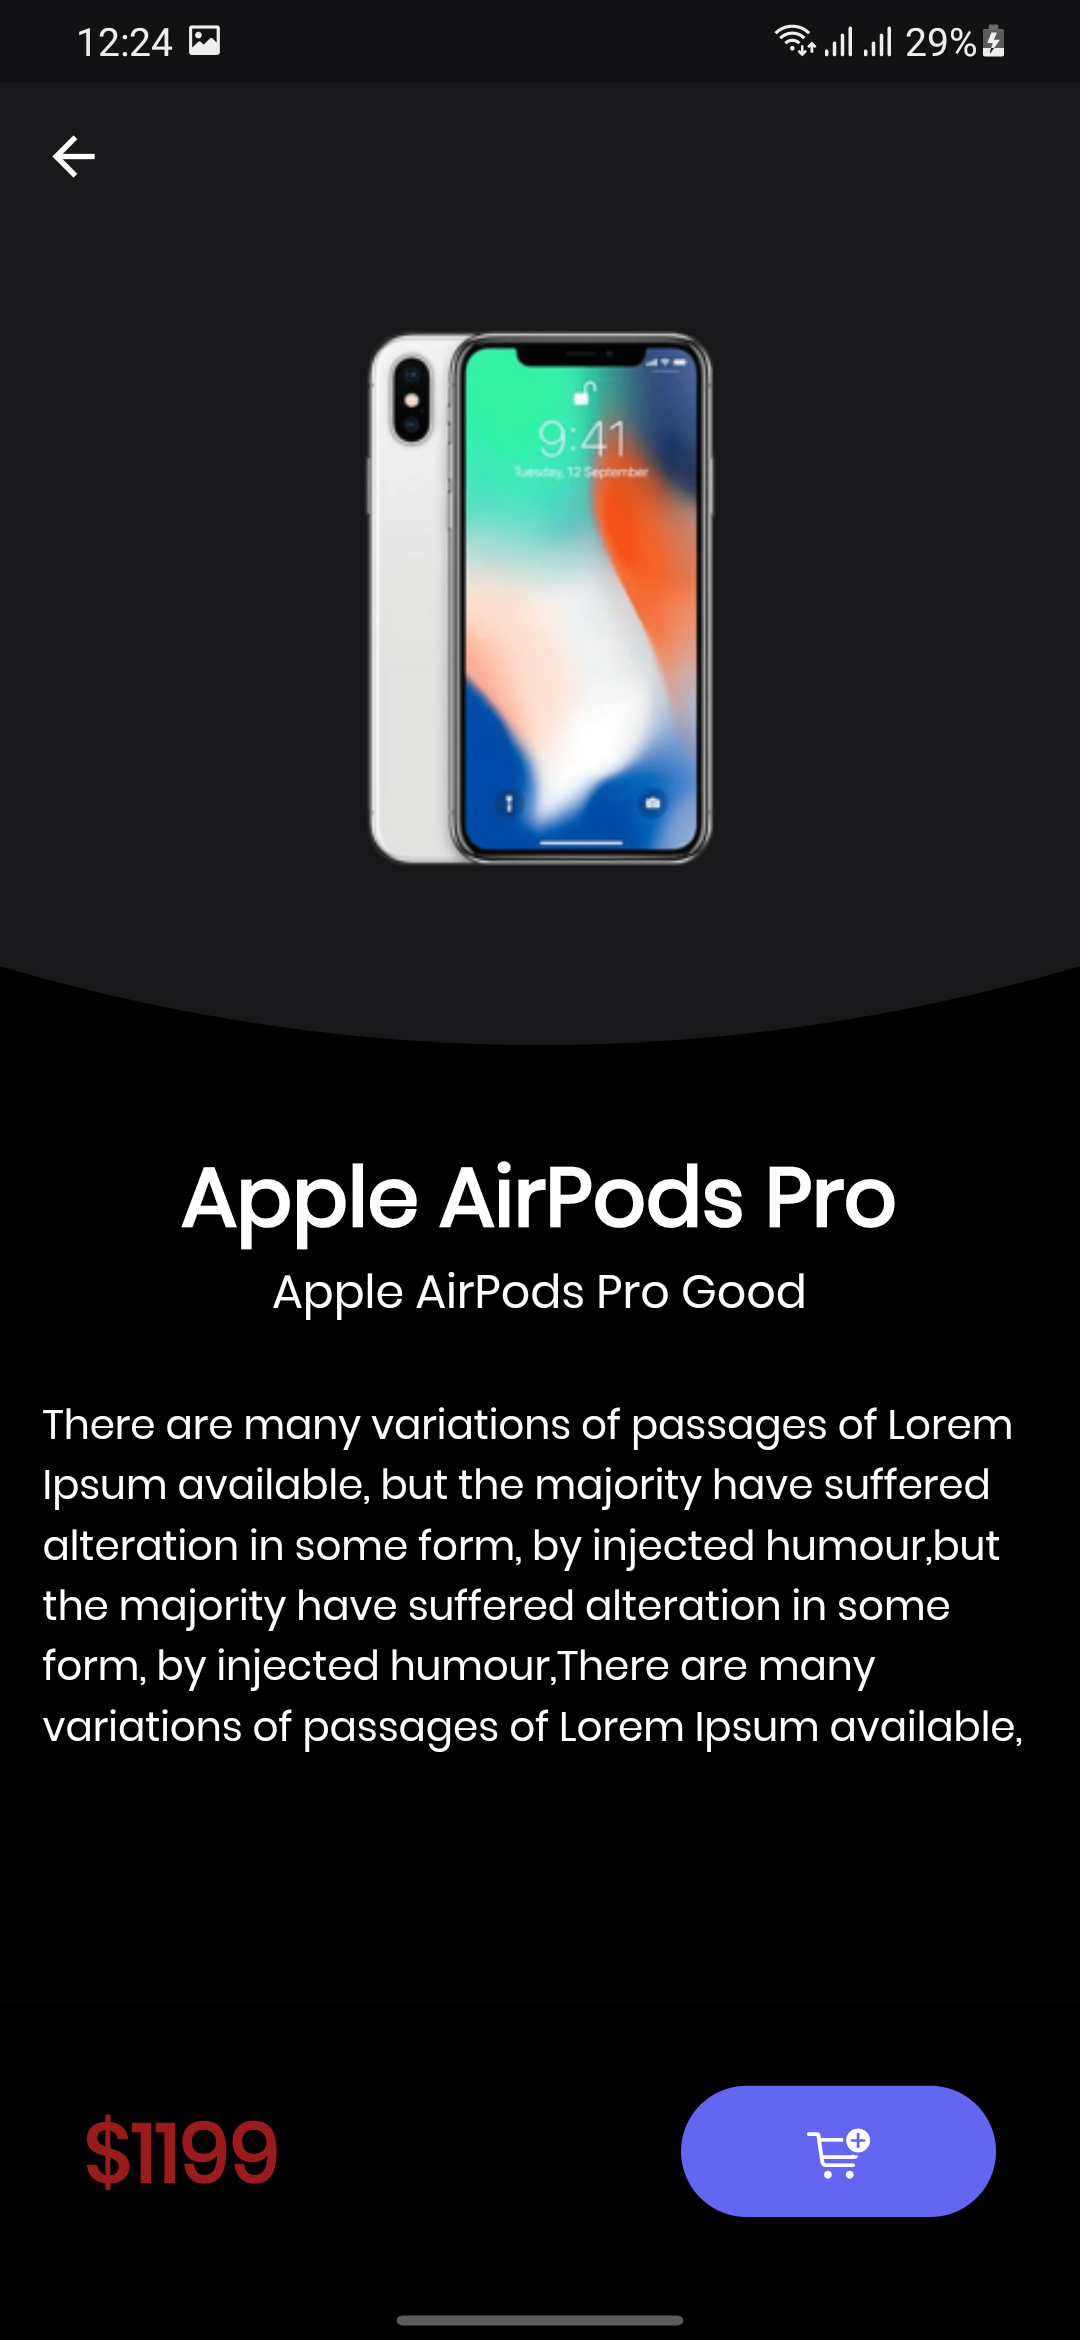 12:24
29%
9:41
Tuesday, 12 September
Apple AirPods Pro
Apple AirPods Pro Good
There are many variations of passages of Lorem
Ipsum available, but the majority have suffered
alteration in some form, by injected humour,but
the majority have suffered alteration in some
form, by injected humour,There are many
variations of passages of Lorem Ipsum available,
$1199